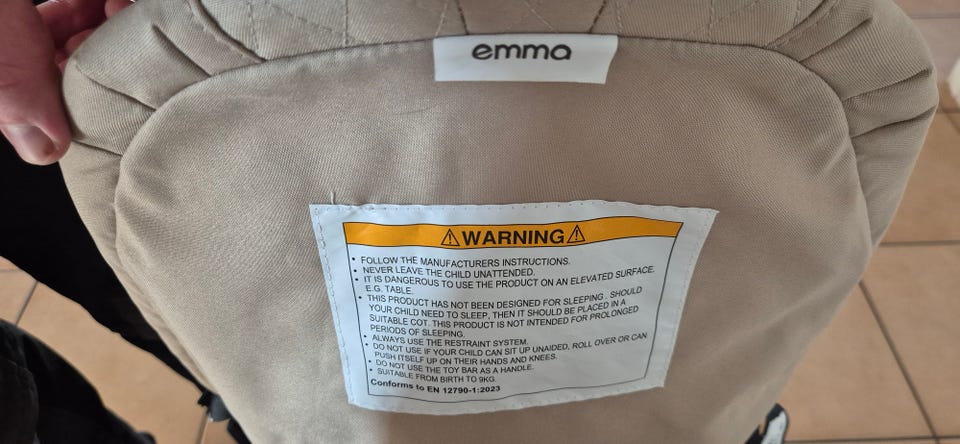 emma
⚠WARNING⚠
• FOLLOW THE MANUFACTURERS INSTRUCTIONS.
• NEVER LEAVE THE CHILD UNATTENDED.
• IT IS DANGEROUS TO USE THE PRODUCT ON AN ELEVATED SURFACE.
E.G. TABLE.
• THIS PRODUCT HAS NOT BEEN DESIGNED FOR SLEEPING . SHOULD
YOUR CHILD NEED TO SLEEP, THEN IT SHOULD BE PLACED IN A
SUITABLE COT. THIS PRODUCT IS NOT INTENDED FOR PROLONGED
PERIODS OF SLEEPING.
• ALWAYS USE THE RESTRAINT SYSTEM.
• DO NOT USE IF YOUR CHILD CAN SIT UP UNAIDED, ROLL OVER OR CAN
PUSH ITSELF UP ON THEIR HANDS AND KNEES.
• DO NOT USE THE TOY BAR AS A HANDLE.
• SUITABLE FROM BIRTH TO 9KG.
Conforms to EN 12790-1:2023